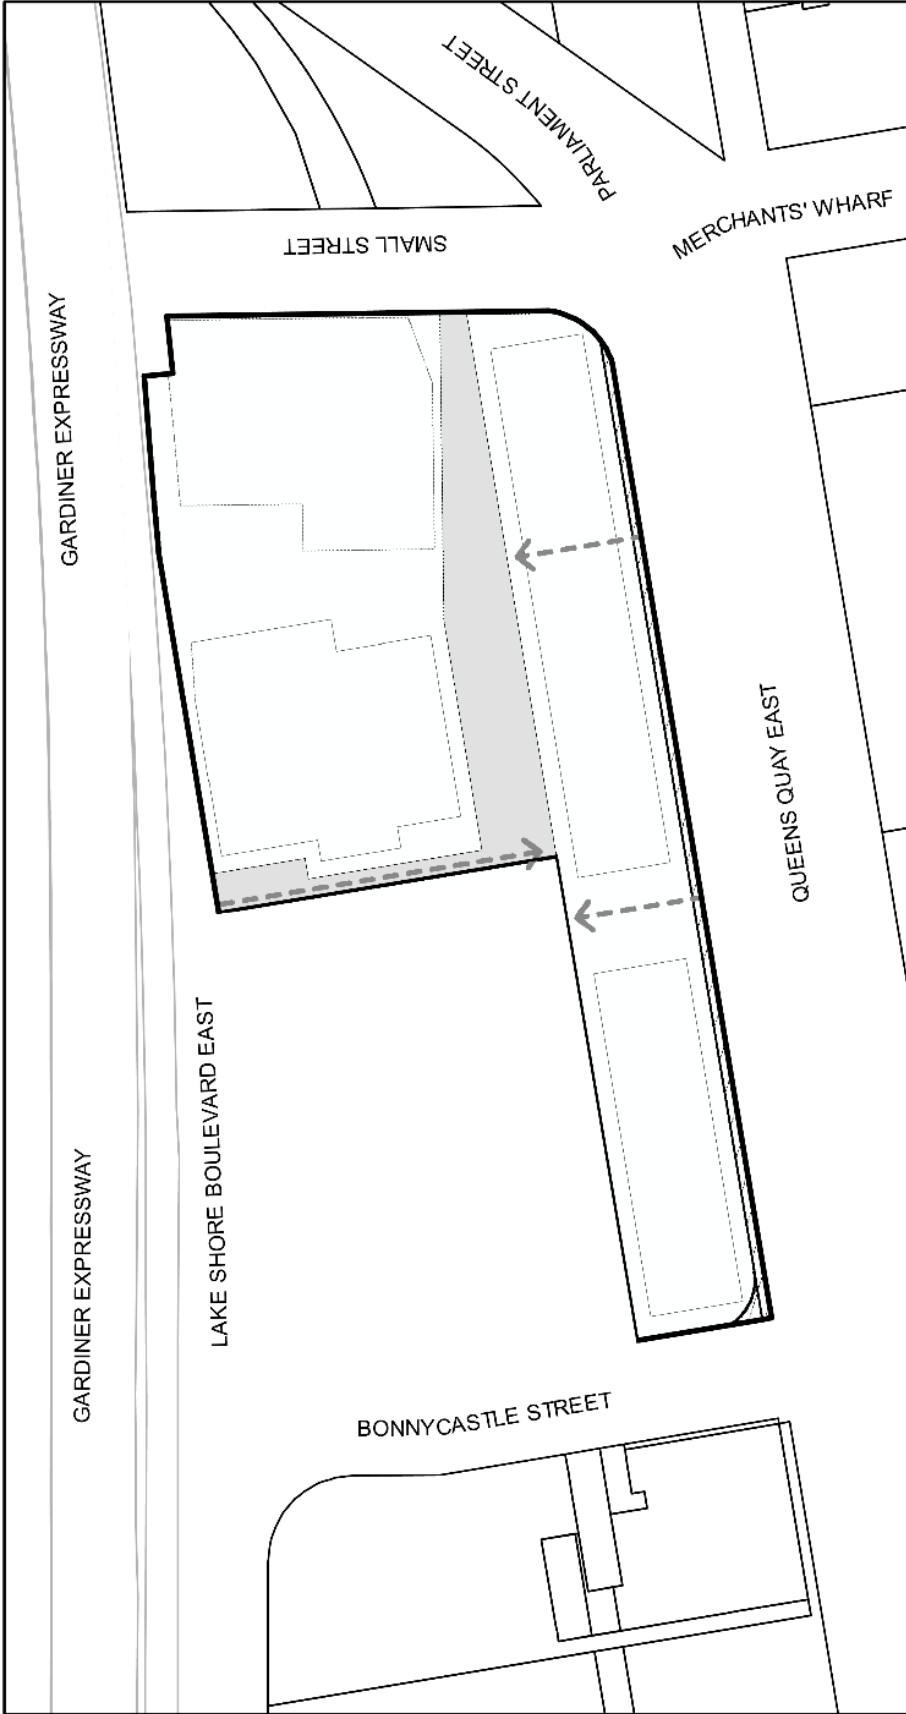 PARLIAMENT STREET
MERCHANTS' WHARF
SMALL STREET
GARDINER EXPRESSWAY
QUEENS QUAY EAST
LAKE SHORE BOULEVARD EAST
GARDINER EXPRESSWAY
BONNYCASTLE STREET